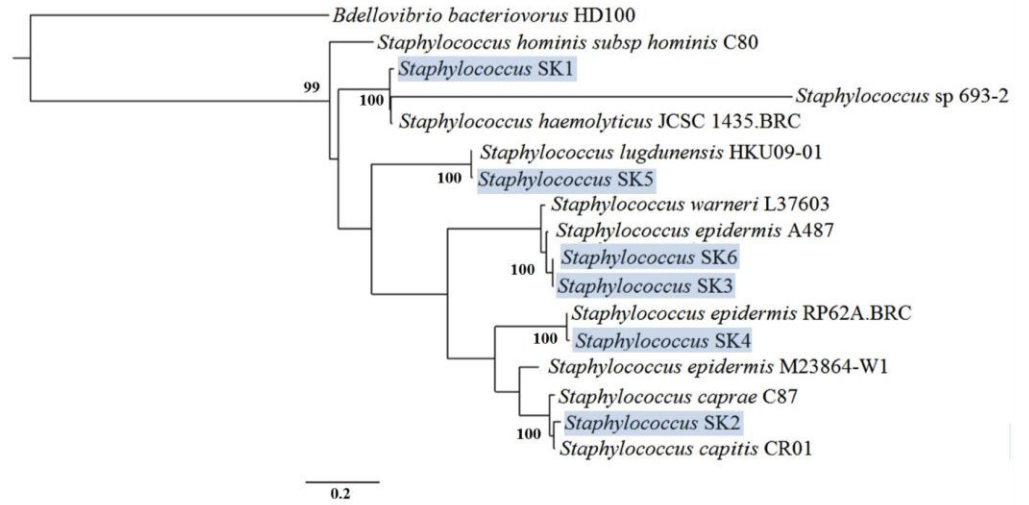 Bdellovibrio bacteriovorus HD100
Staphylococcus hominis subsp hominis C80
Staphylococcus SK1
99
100
Staphylococcus sp 693-2
Staphylococcus haemolyticus JCSC 1435.BRC
Staphylococcus lugdunensis HKU09-01
100
Staphylococcus SK5
Staphylococcus warneri L37603
Staphylococcus epidermis A487
Staphylococcus SK6
100
Staphylococcus SK3
Staphylococcus epidermis RP62A.BRC
100
Staphylococcus SK4
Staphylococcus epidermis M23864-W1
Staphylococcus caprae C87
Staphylococcus SK2
100
Staphylococcus capitis CR01
0.2